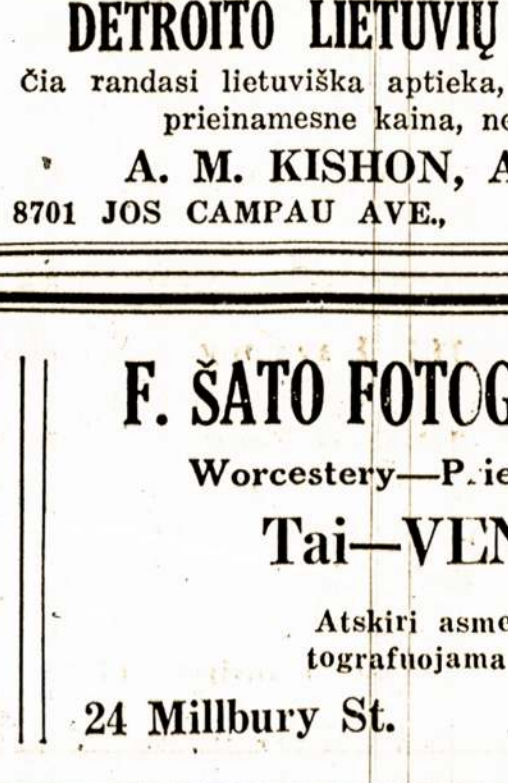 DETROITO LIETUVIŲ
čia randasi lietuviška aptieka,
prieinamesne kaina,
A. M. KISHON,
8701 JOS CAMPAU AVE.,
F. ŠATO
Worcestery—
Tai—
Atskiri
24 Millbury St.